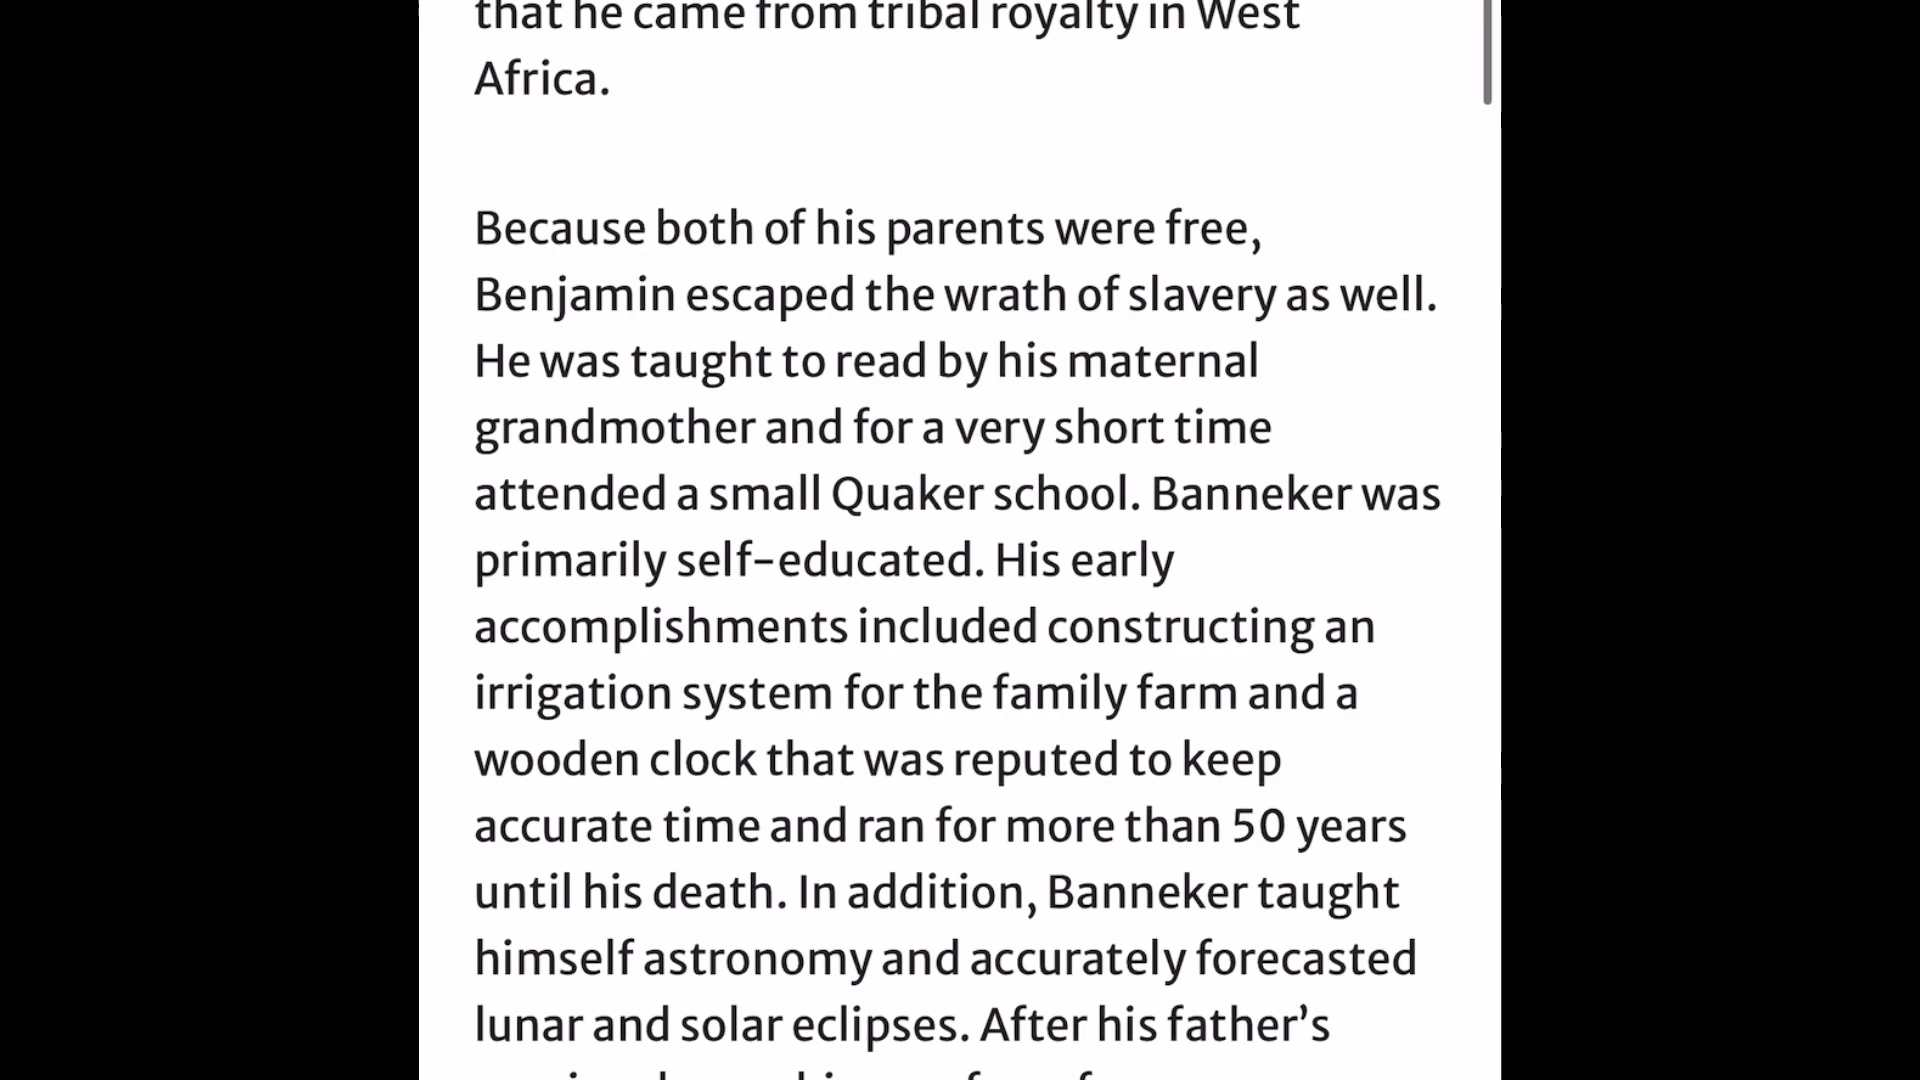 that he came from tribal royalty in West
Africa.
Because both of his parents were free,
Benjamin escaped the wrath of slavery as well.
He was taught to read by his maternal
grandmother and for a very short time
attended a small Quaker school. Banneker was
primarily self-educated. His early
accomplishments included constructing an
irrigation system for the family farm and a
wooden clock that was reputed to keep
accurate time and ran for more than 50 years
until his death. In addition, Banneker taught
himself astronomy and accurately forecasted
lunar and solar eclipses. After his father’s